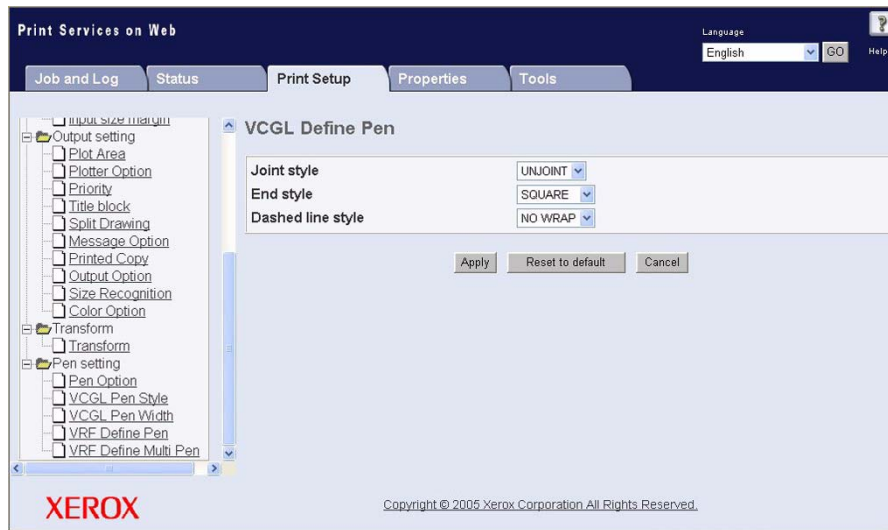 Print Services on Web
Language
English
GO
?
Help
Job and Log
Status
Print Setup
Properties
Tools
Input size margin
Output setting
Plot Area
Plotter Option
Priority
Title block
Split Drawing
Message Option
Printed Copy
Output Option
Size Recognition
Color Option
Transform
Transform
Pen setting
Pen Option
VCGL Pen Style
VCGL Pen Width
VRF Define Pen
VRF Define Multi Pen
VCGL Define Pen
Joint style UNJOINT
End style SQUARE
Dashed line style NO WRAP
Apply Reset to default Cancel
XEROX
Copyright © 2005 Xerox Corporation All Rights Reserved.